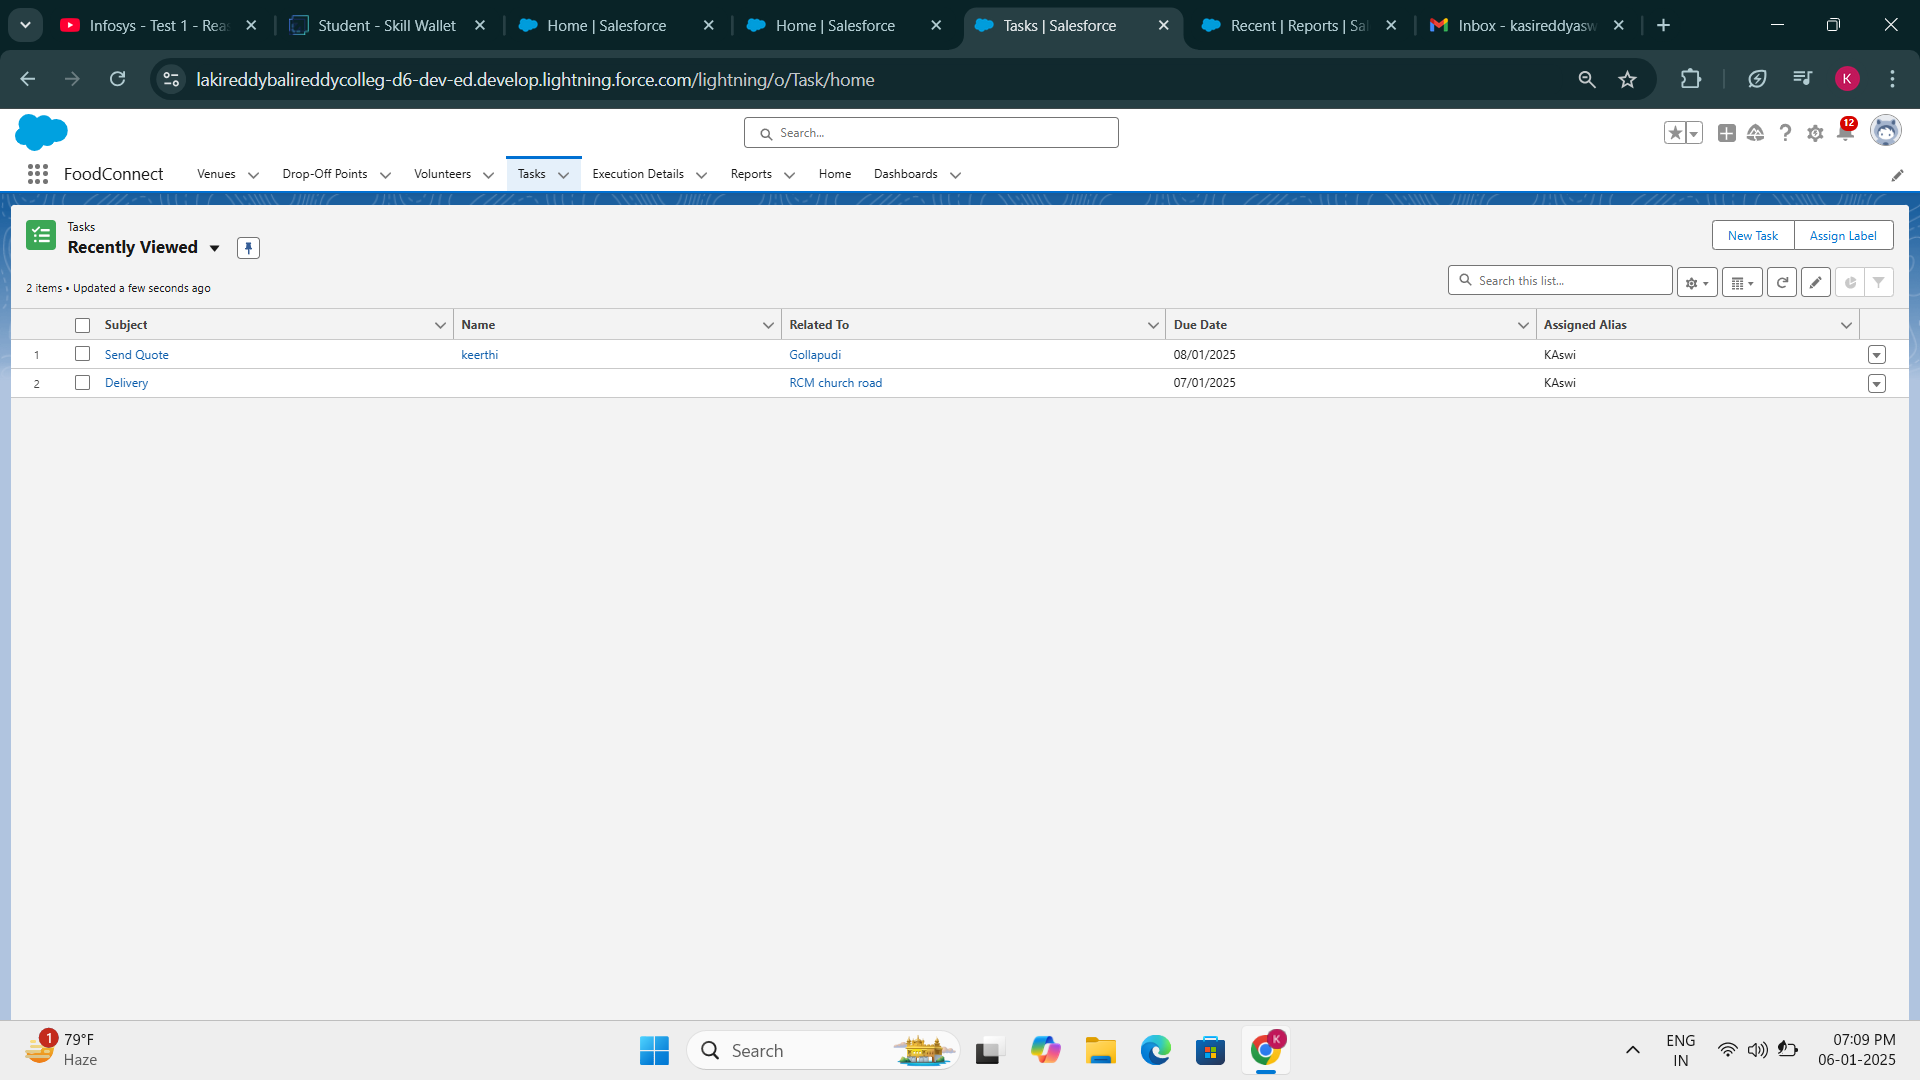 Infosys - Test 1 - Rea
Student - Skill Wallet
Home | Salesforce
Home | Salesforce
Tasks | Salesforce
Recent | Reports | Sal
Inbox - kasireddyasw
lakireddybalireddycolleg-d6-dev-ed.develop.lightning.force.com/lightning/o/Task/home
K
Search...
12
FoodConnect
Venues
Drop-Off Points
Volunteers
Tasks
Execution Details
Reports
Home
Dashboards
Tasks
Recently Viewed
New Task
Assign Label
2 items • Updated a few seconds ago
Search this list...
Subject Name Related To Due Date Assigned Alias
1 Send Quote keerthi Gollapudi 08/01/2025 KAswi
2 Delivery RCM church road 07/01/2025 KAswi
1
79°F
Haze
Search
K
ENG
IN
07:09 PM
06-01-2025